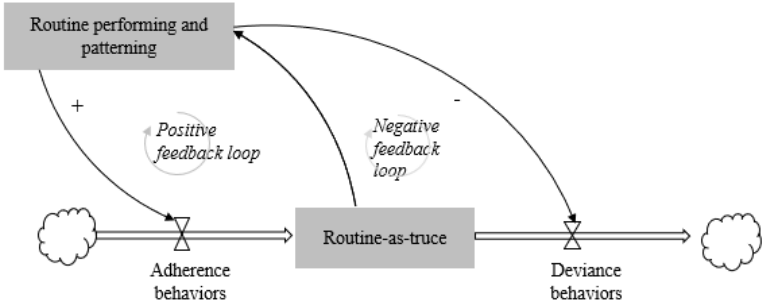 Routine performing and
patterning
+
-
Positive
feedback loop
Negative
feedback
loop
Routine-as-truce
Adherence
behaviors
Deviance
behaviors